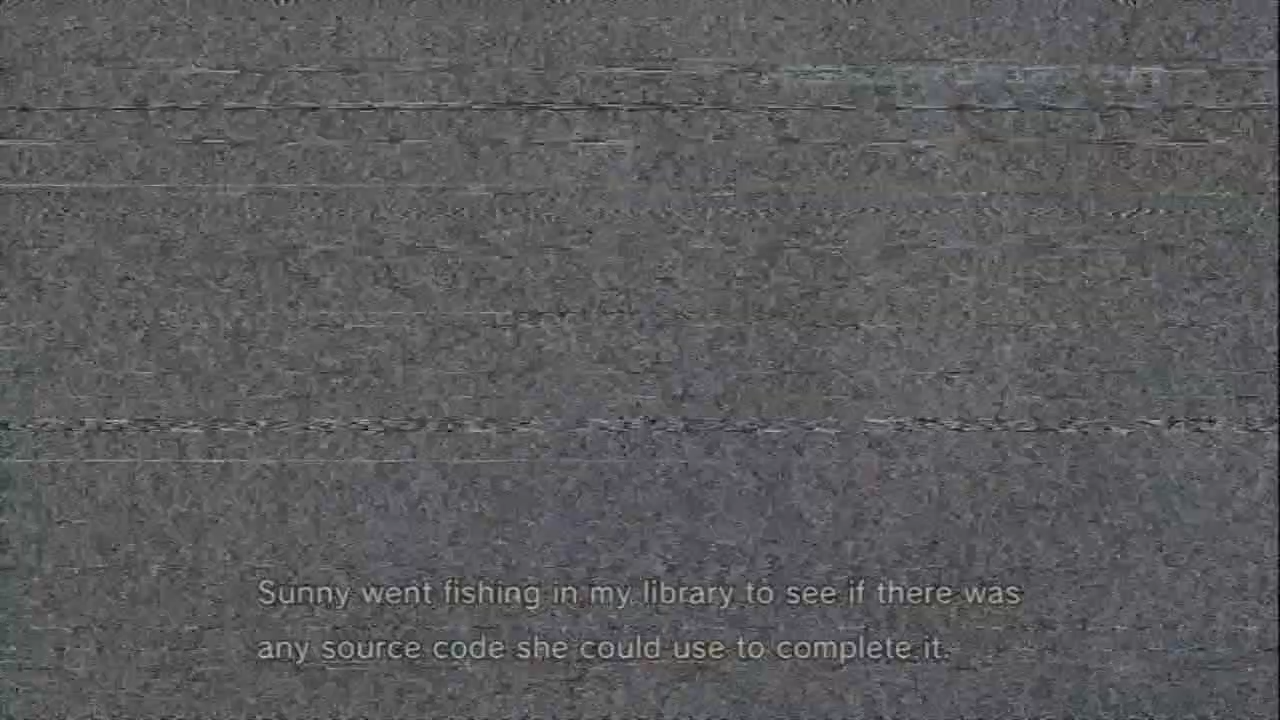 Sunny went fishing in my library to see if there was
any source code she could use to complete it.